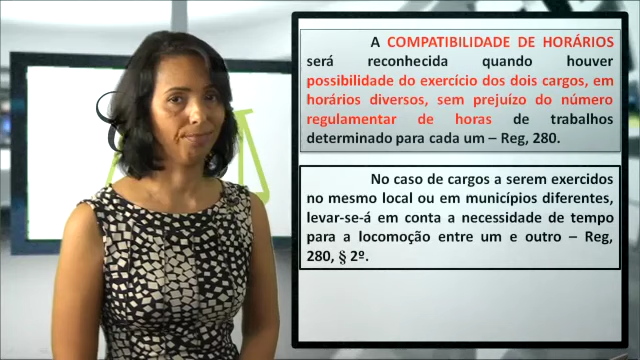 A COMPATIBILIDADE DE HORÁRIOS
será reconhecida quando houver
possibilidade do exercício dos dois cargos, em
horários diversos, sem prejuízo do número
regulamentar de horas de trabalhos
determinado para cada um – Reg, 280.
No caso de cargos a serem exercidos
no mesmo local ou em municípios diferentes,
levar-se-á em conta a necessidade de tempo
para a locomoção entre um e outro – Reg,
280, § 2º.